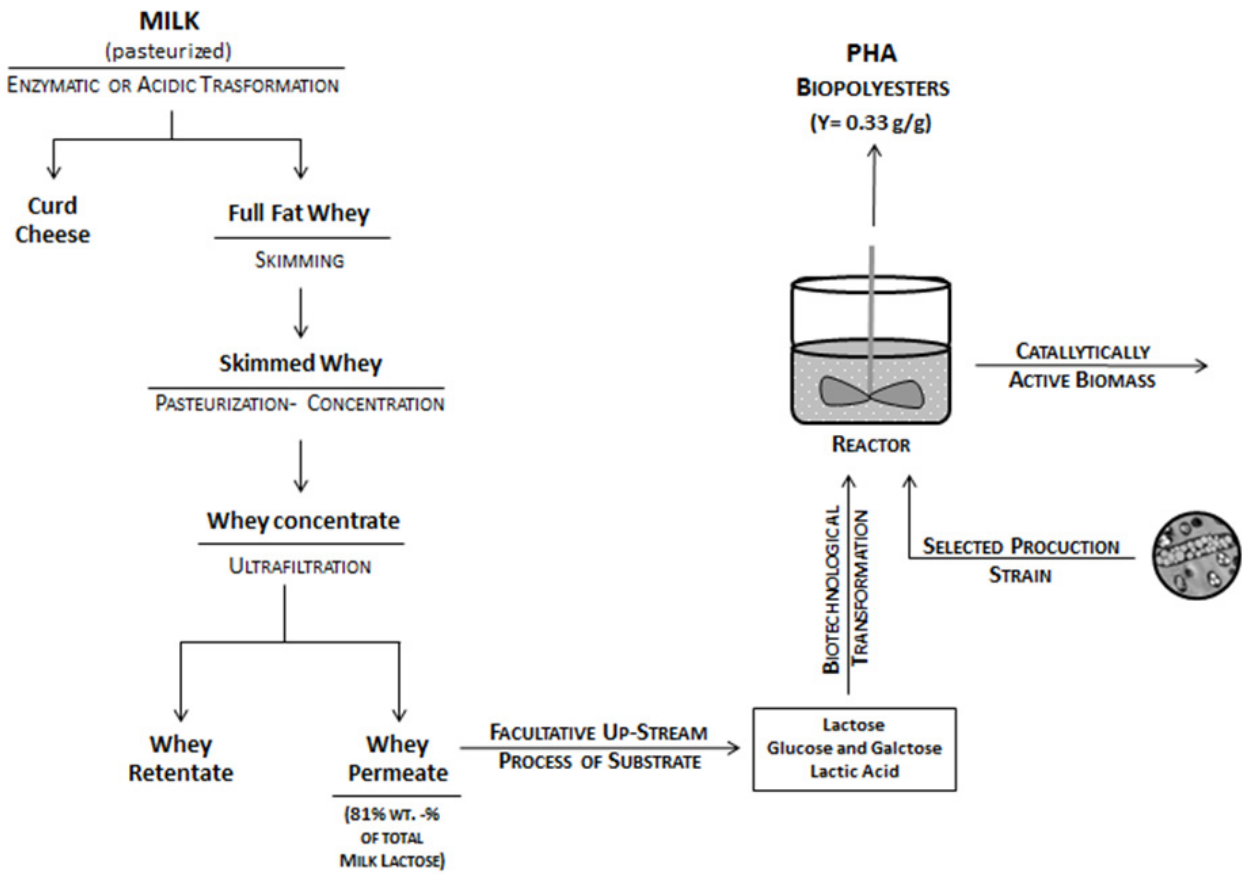 MILK
(pasteurized)
ENZYMATIC OR ACIDIC TRASFORMATION
Curd
Cheese
Full Fat Whey
SKIMMING
Skimmed Whey
PASTEURIZATION- CONCENTRATION
Whey concentrate
ULTRAFILTRATION
Whey
Retentate
Whey
Permeate
(81% WT. -%
OF TOTAL
MILK LACTOSE)
FACULTATIVE UP-STREAM
PROCESS OF SUBSTRATE
Lactose
Glucose and Galctose
Lactic Acid
BIOTECHNOLOGICAL
TRANSFORMATION
SELECTED PROCUCTION
STRAIN
REACTOR
CATALLYTICALLY
ACTIVE BIOMASS
PHA
BIOPOLYESTERS
(Y= 0.33 g/g)